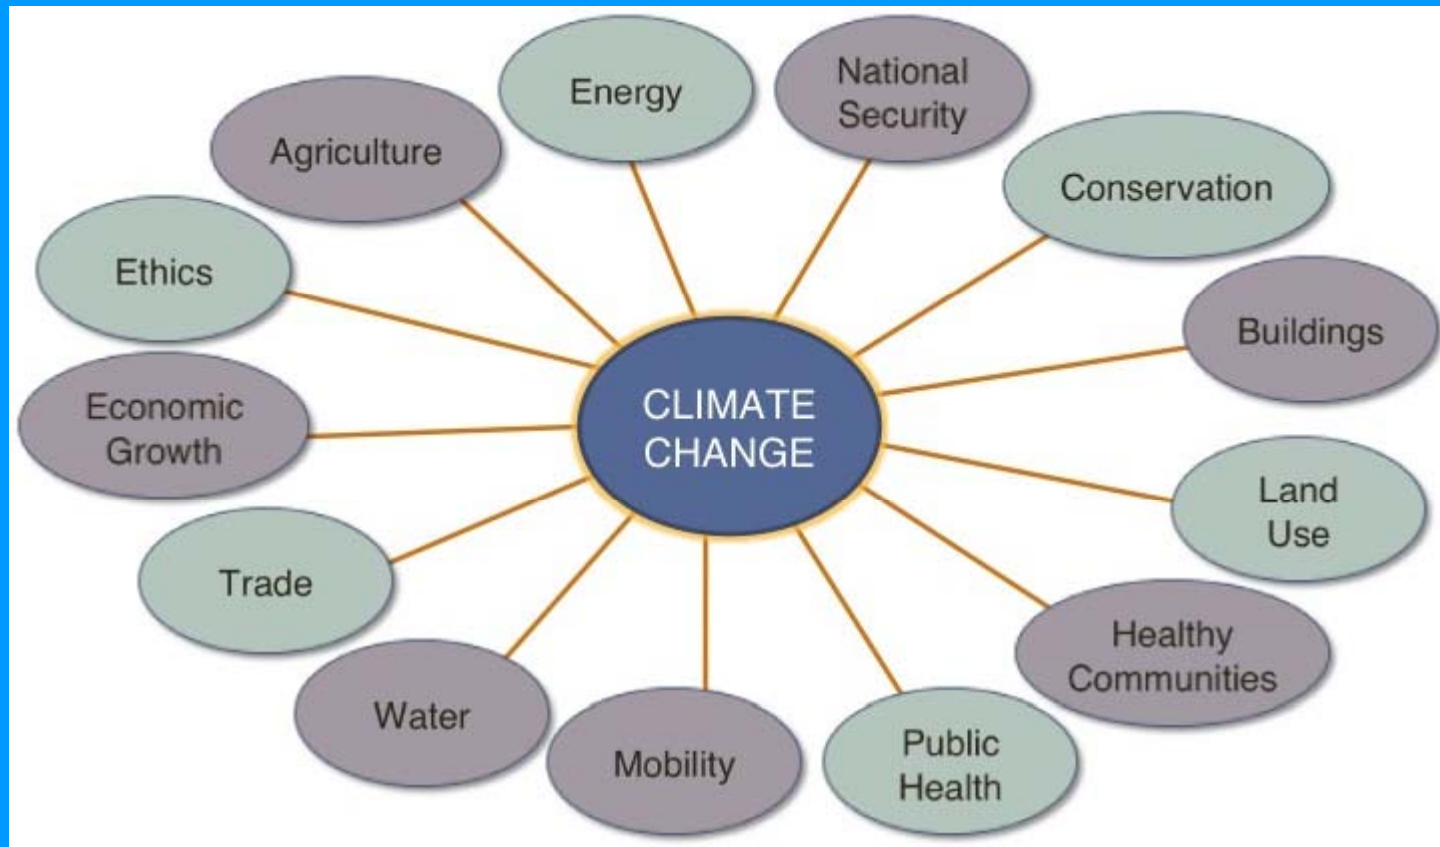 Energy
National
Security
Agriculture
Conservation
Ethics
Buildings
CLIMATE
CHANGE
Economic
Growth
Land
Use
Trade
Healthy
Communities
Water
Mobility
Public
Health